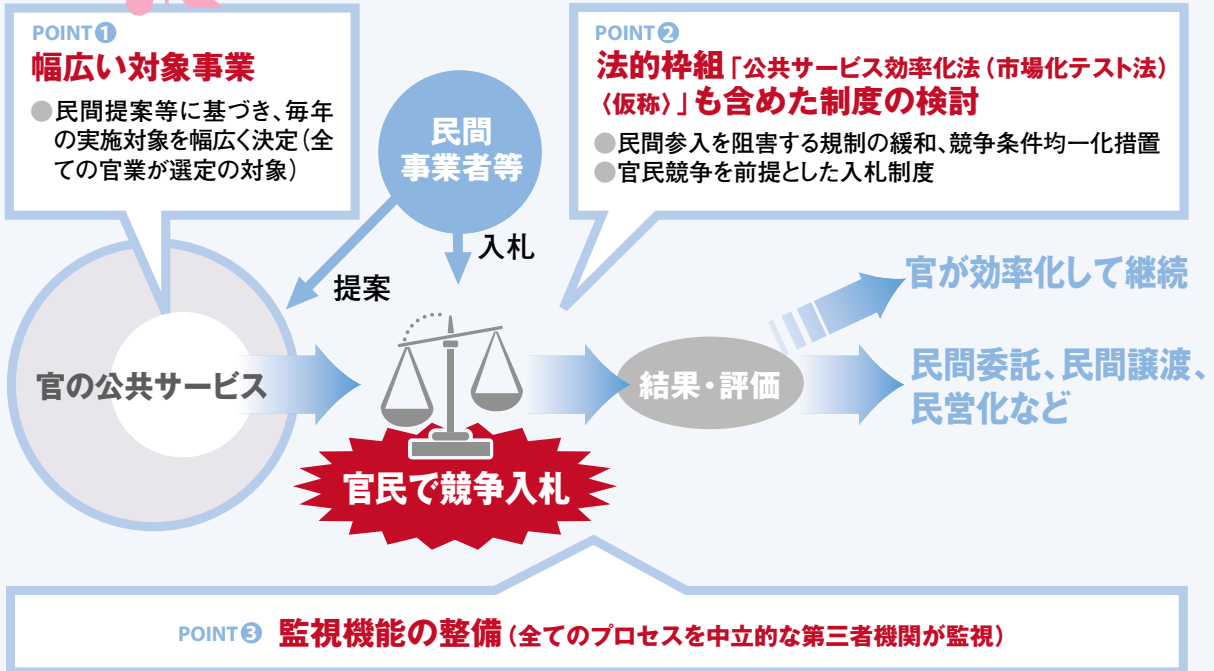 POINT❶
幅広い対象事業
●民間提案等に基づき、毎年
の実施対象を幅広く決定(全
ての官業が選定の対象)
POINT❷
法的枠組「公共サービス効率化法(市場化テスト法)
〈仮称〉」も含めた制度の検討
●民間参入を阻害する規制の緩和、競争条件均一化措置
●官民競争を前提とした入札制度
民間
事業者等
入札
提案
官の公共サービス
官民で競争入札
結果・評価
官が効率化して継続
民間委託、民間譲渡、
民営化など
POINT❸ 監視機能の整備(全てのプロセスを中立的な第三者機関が監視)